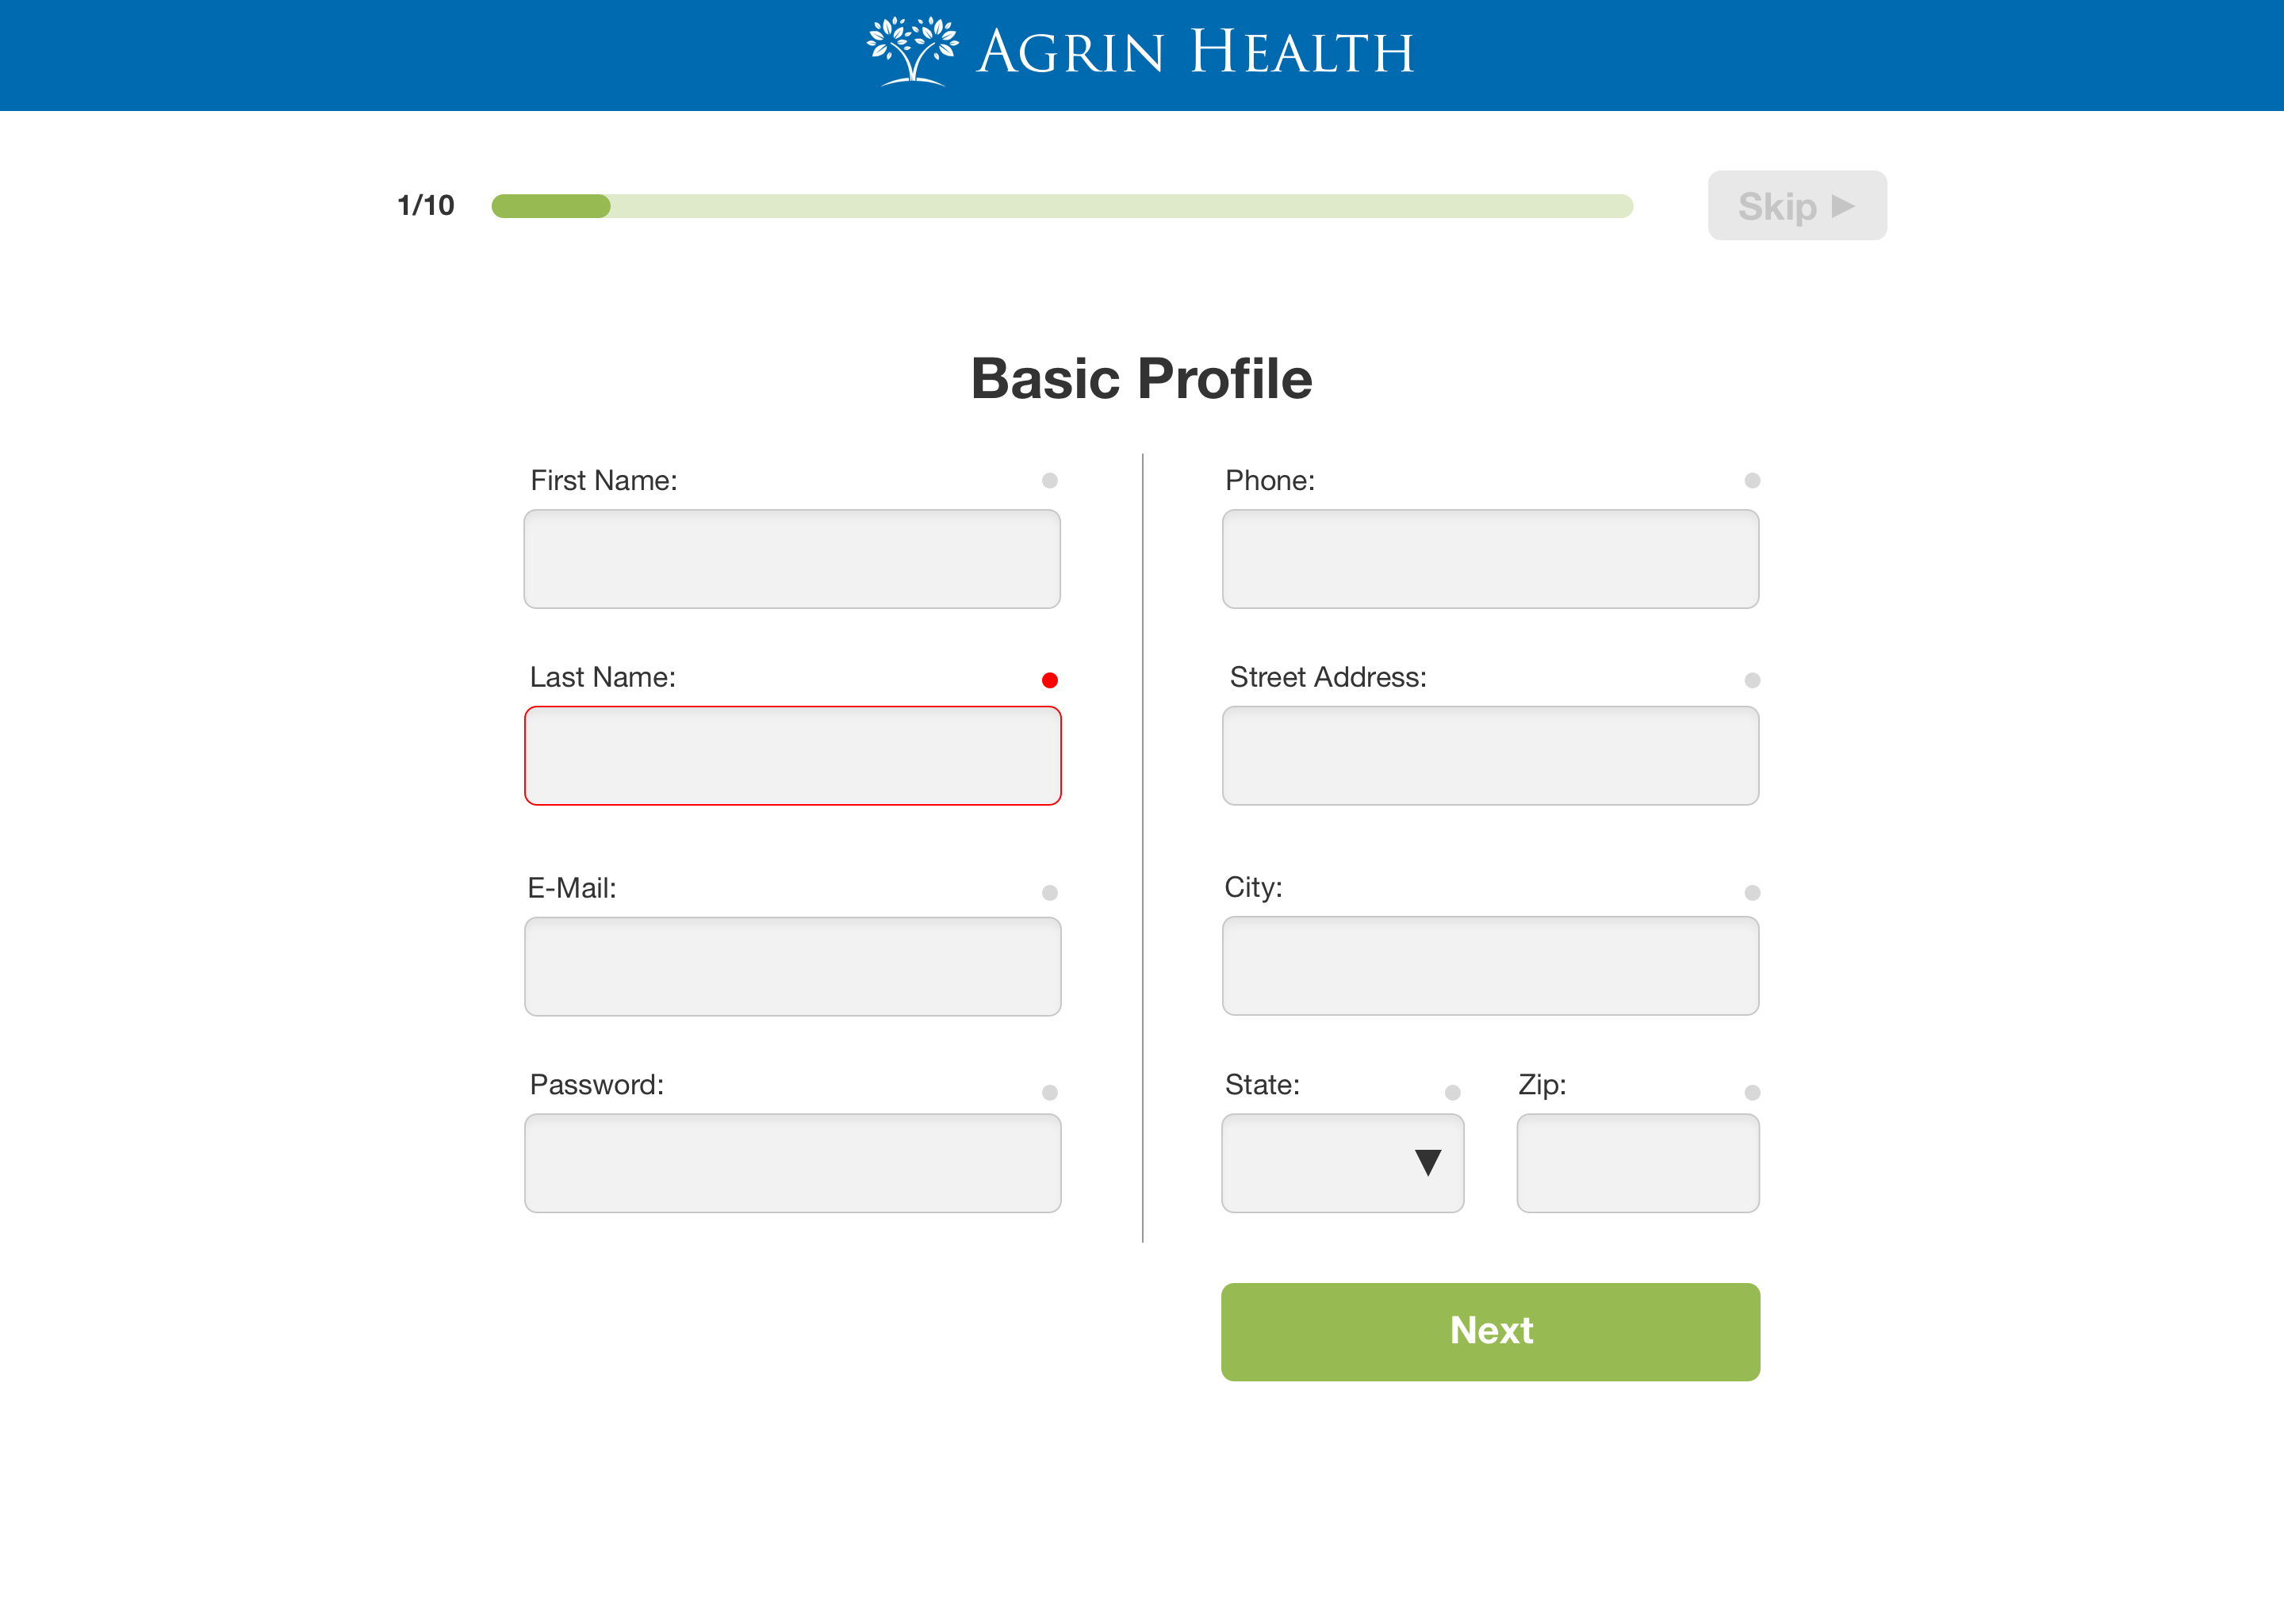 AGRIN HEALTH
1/10
Skip ▶
Basic Profile
First Name:
Last Name:
E-Mail:
Password:
Phone:
Street Address:
City:
State:
Zip:
Next